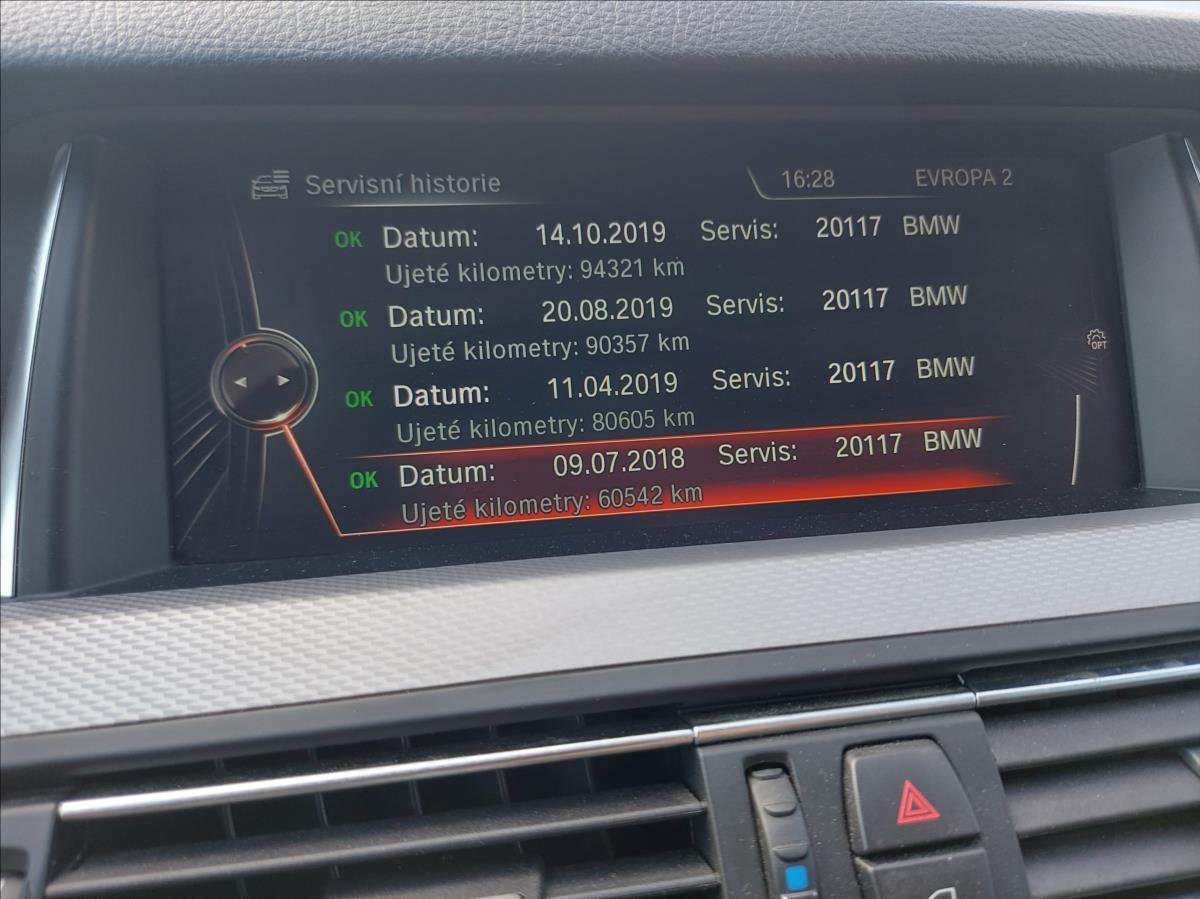 Servisní historie 16:28 EVROPA 2
OK Datum: 14.10.2019 Servis: 20117 BMW
Ujeté kilometry: 94321 km
OK Datum: 20.08.2019 Servis: 20117 BMW
Ujeté kilometry: 90357 km
OK Datum: 11.04.2019 Servis: 20117 BMW
Ujeté kilometry: 80605 km
OK Datum: 09.07.2018 Servis: 20117 BMW
Ujeté kilometry: 60542 km
OPT